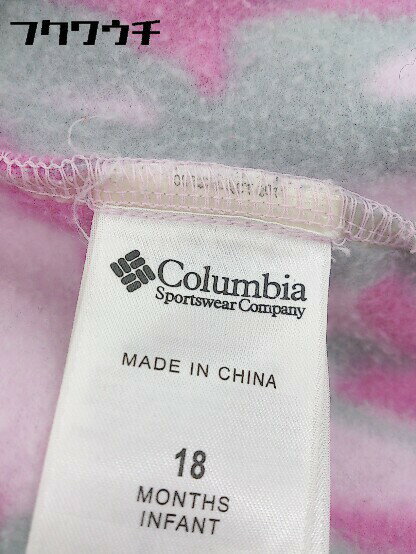 フクワウチ
Columbia
Sportswear Company
MADE IN CHINA
18
MONTHS
INFANT